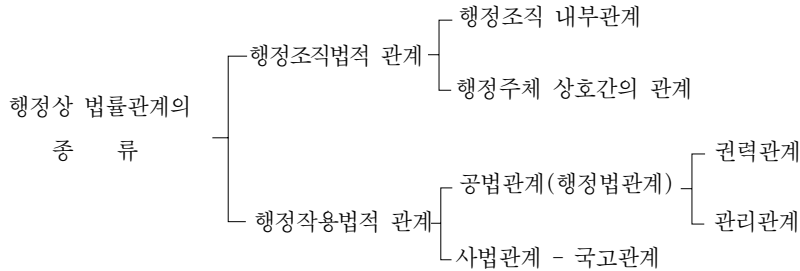 행정상 법률관계의
종 류
행정조직법적 관계
행정조직 내부관계
행정주체 상호간의 관계
행정작용법적 관계
공법관계(행정법관계)
권력관계
관리관계
사법관계 - 국고관계